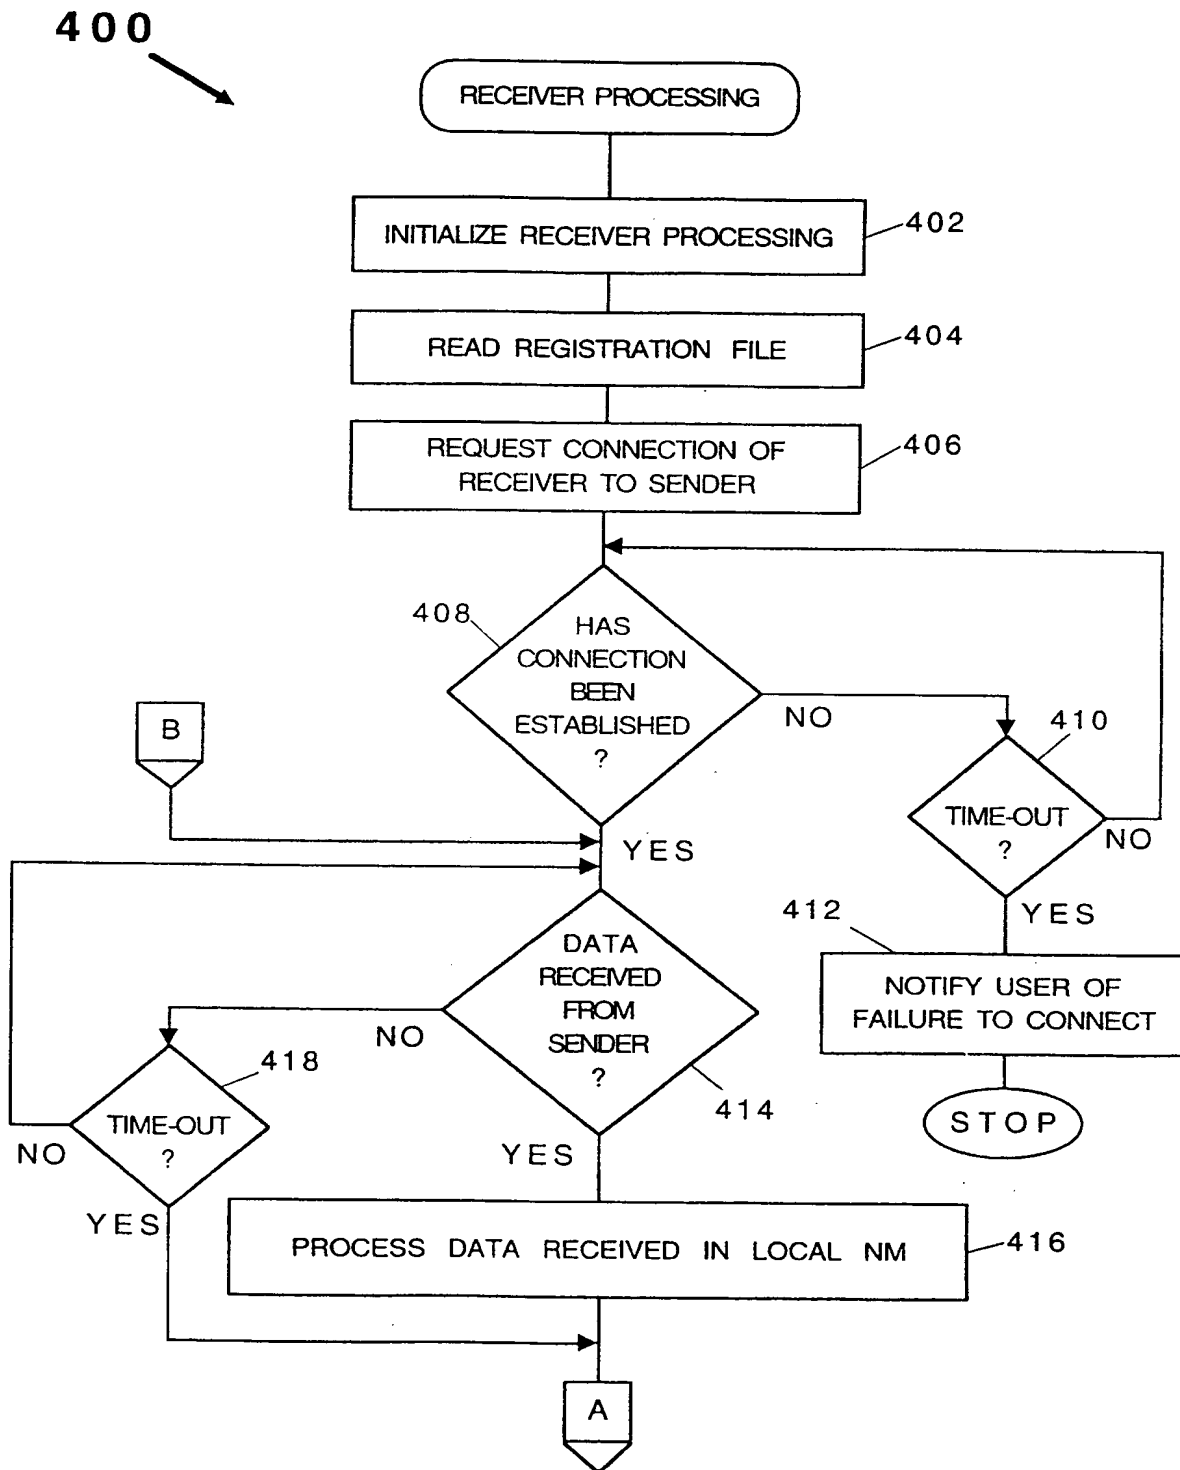 400
RECEIVER PROCESSING
INITIALIZE RECEIVER PROCESSING
402
READ REGISTRATION FILE
404
REQUEST CONNECTION OF
RECEIVER TO SENDER
406
408
HAS
CONNECTION
BEEN
ESTABLISHED
?
NO
410
TIME-OUT
?
NO
B
YES
YES
412
NOTIFY USER OF
FAILURE TO CONNECT
STOP
DATA
RECEIVED
FROM
SENDER
?
414
NO
418
TIME-OUT
?
NO
YES
YES
PROCESS DATA RECEIVED IN LOCAL NM
416
A